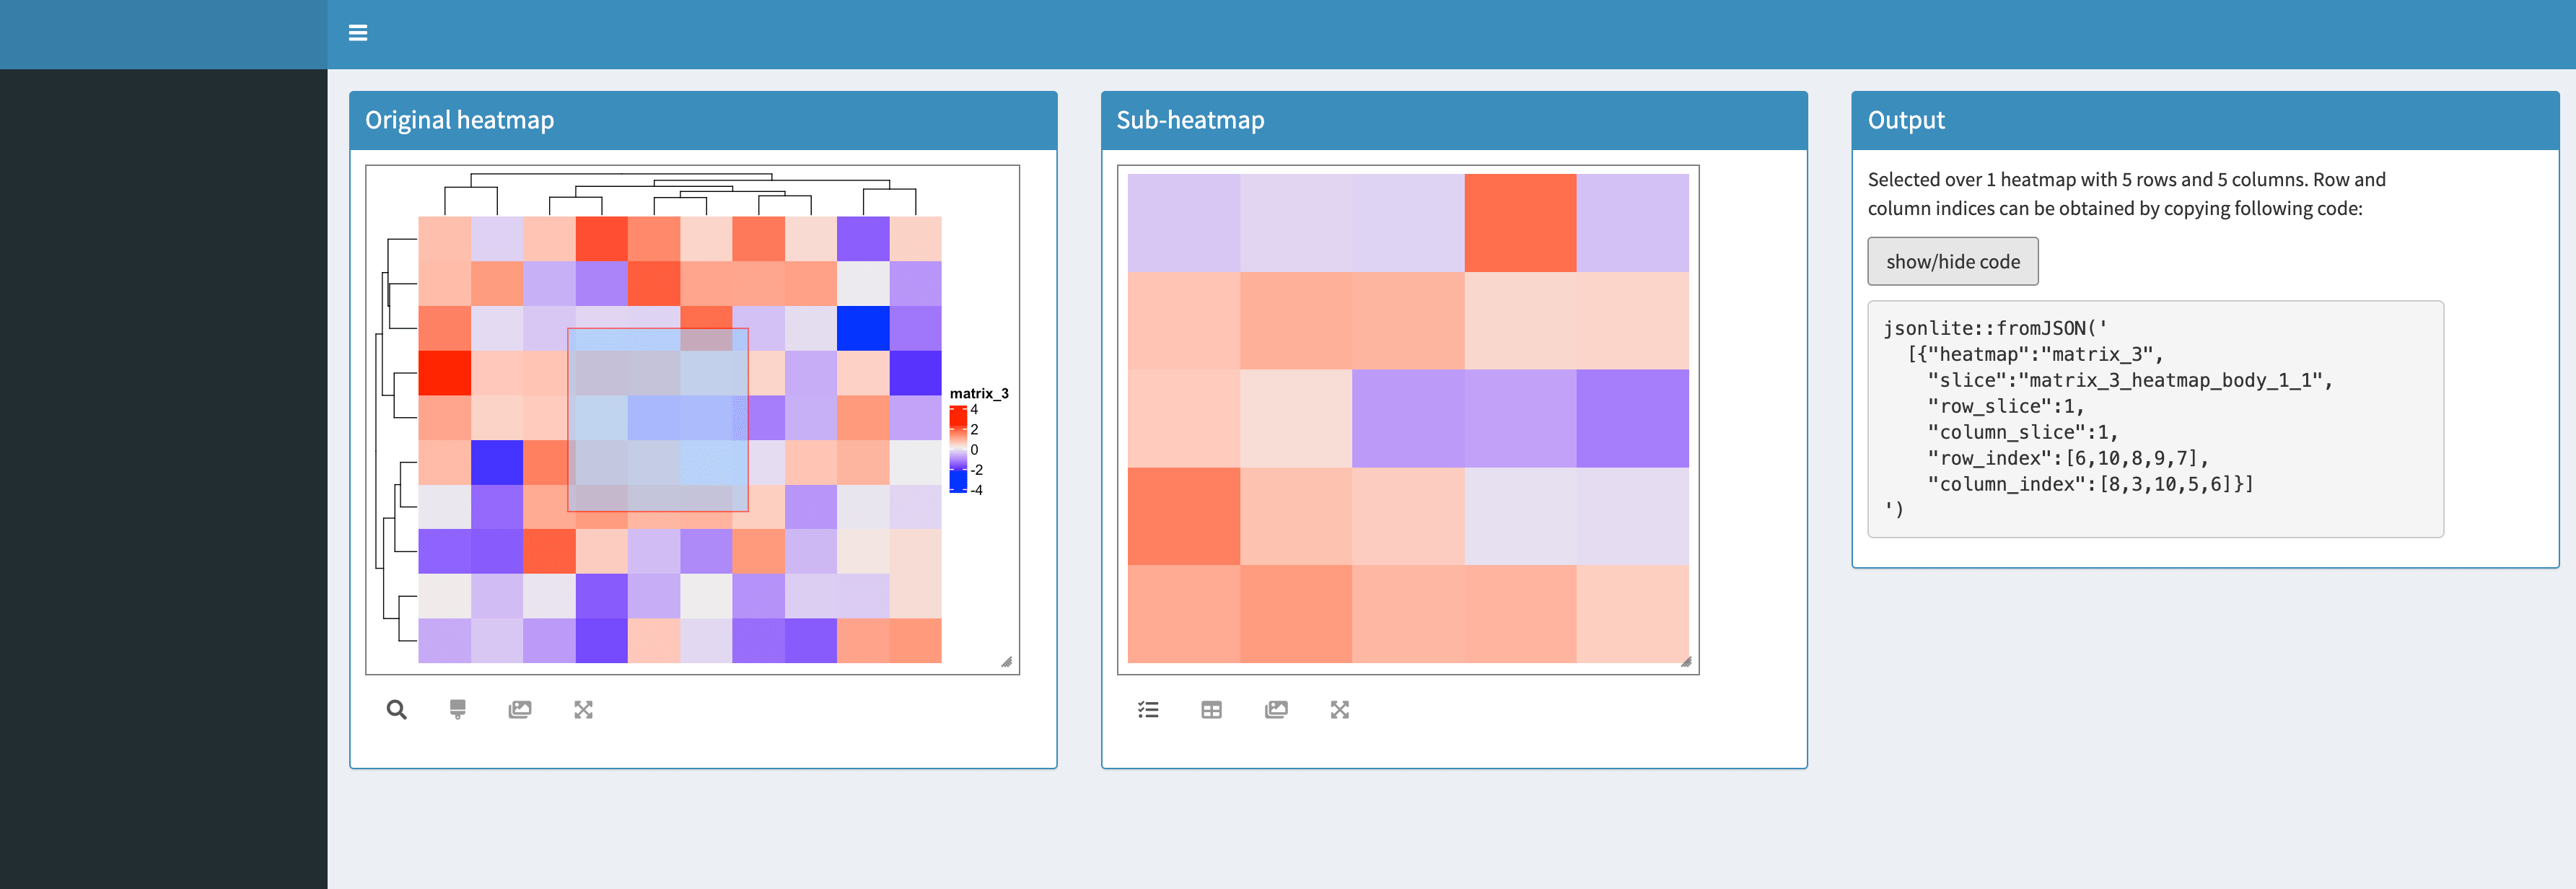 Original heatmap
matrix_3
4
2
0
-2
-4
Sub-heatmap
Output
Selected over 1 heatmap with 5 rows and 5 columns. Row and
column indices can be obtained by copying following code:
show/hide code
jsonlite::fromJSON('
[{"heatmap":"matrix_3",
"slice":"matrix_3_heatmap_body_1_1",
"row_slice":1,
"column_slice":1,
"row_index":[6,10,8,9,7],
"column_index":[8,3,10,5,6]}]
')